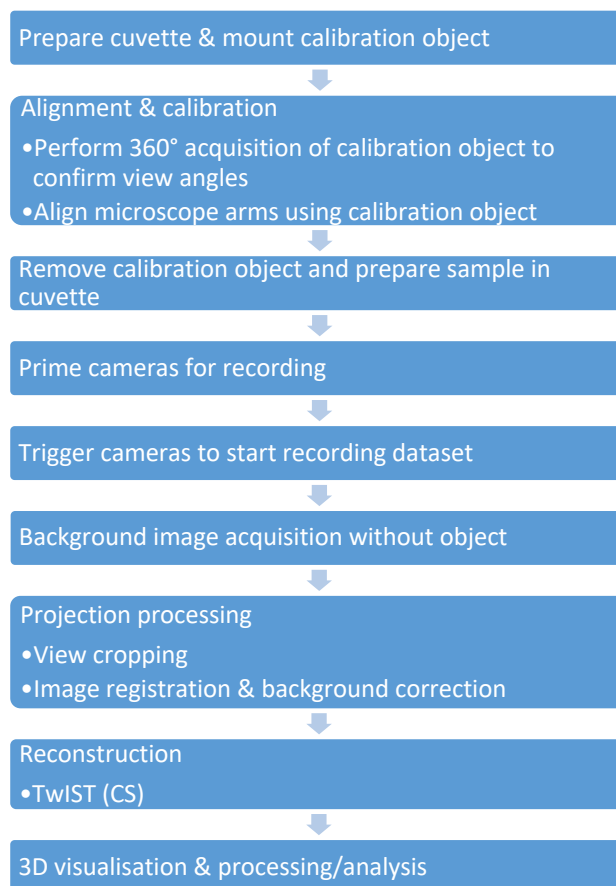 Prepare cuvette & mount calibration object
Alignment & calibration
•Perform 360° acquisition of calibration object to
confirm view angles
•Align microscope arms using calibration object
Remove calibration object and prepare sample in
cuvette
Prime cameras for recording
Trigger cameras to start recording dataset
Background image acquisition without object
Projection processing
•View cropping
•Image registration & background correction
Reconstruction
•TwIST (CS)
3D visualisation & processing/analysis